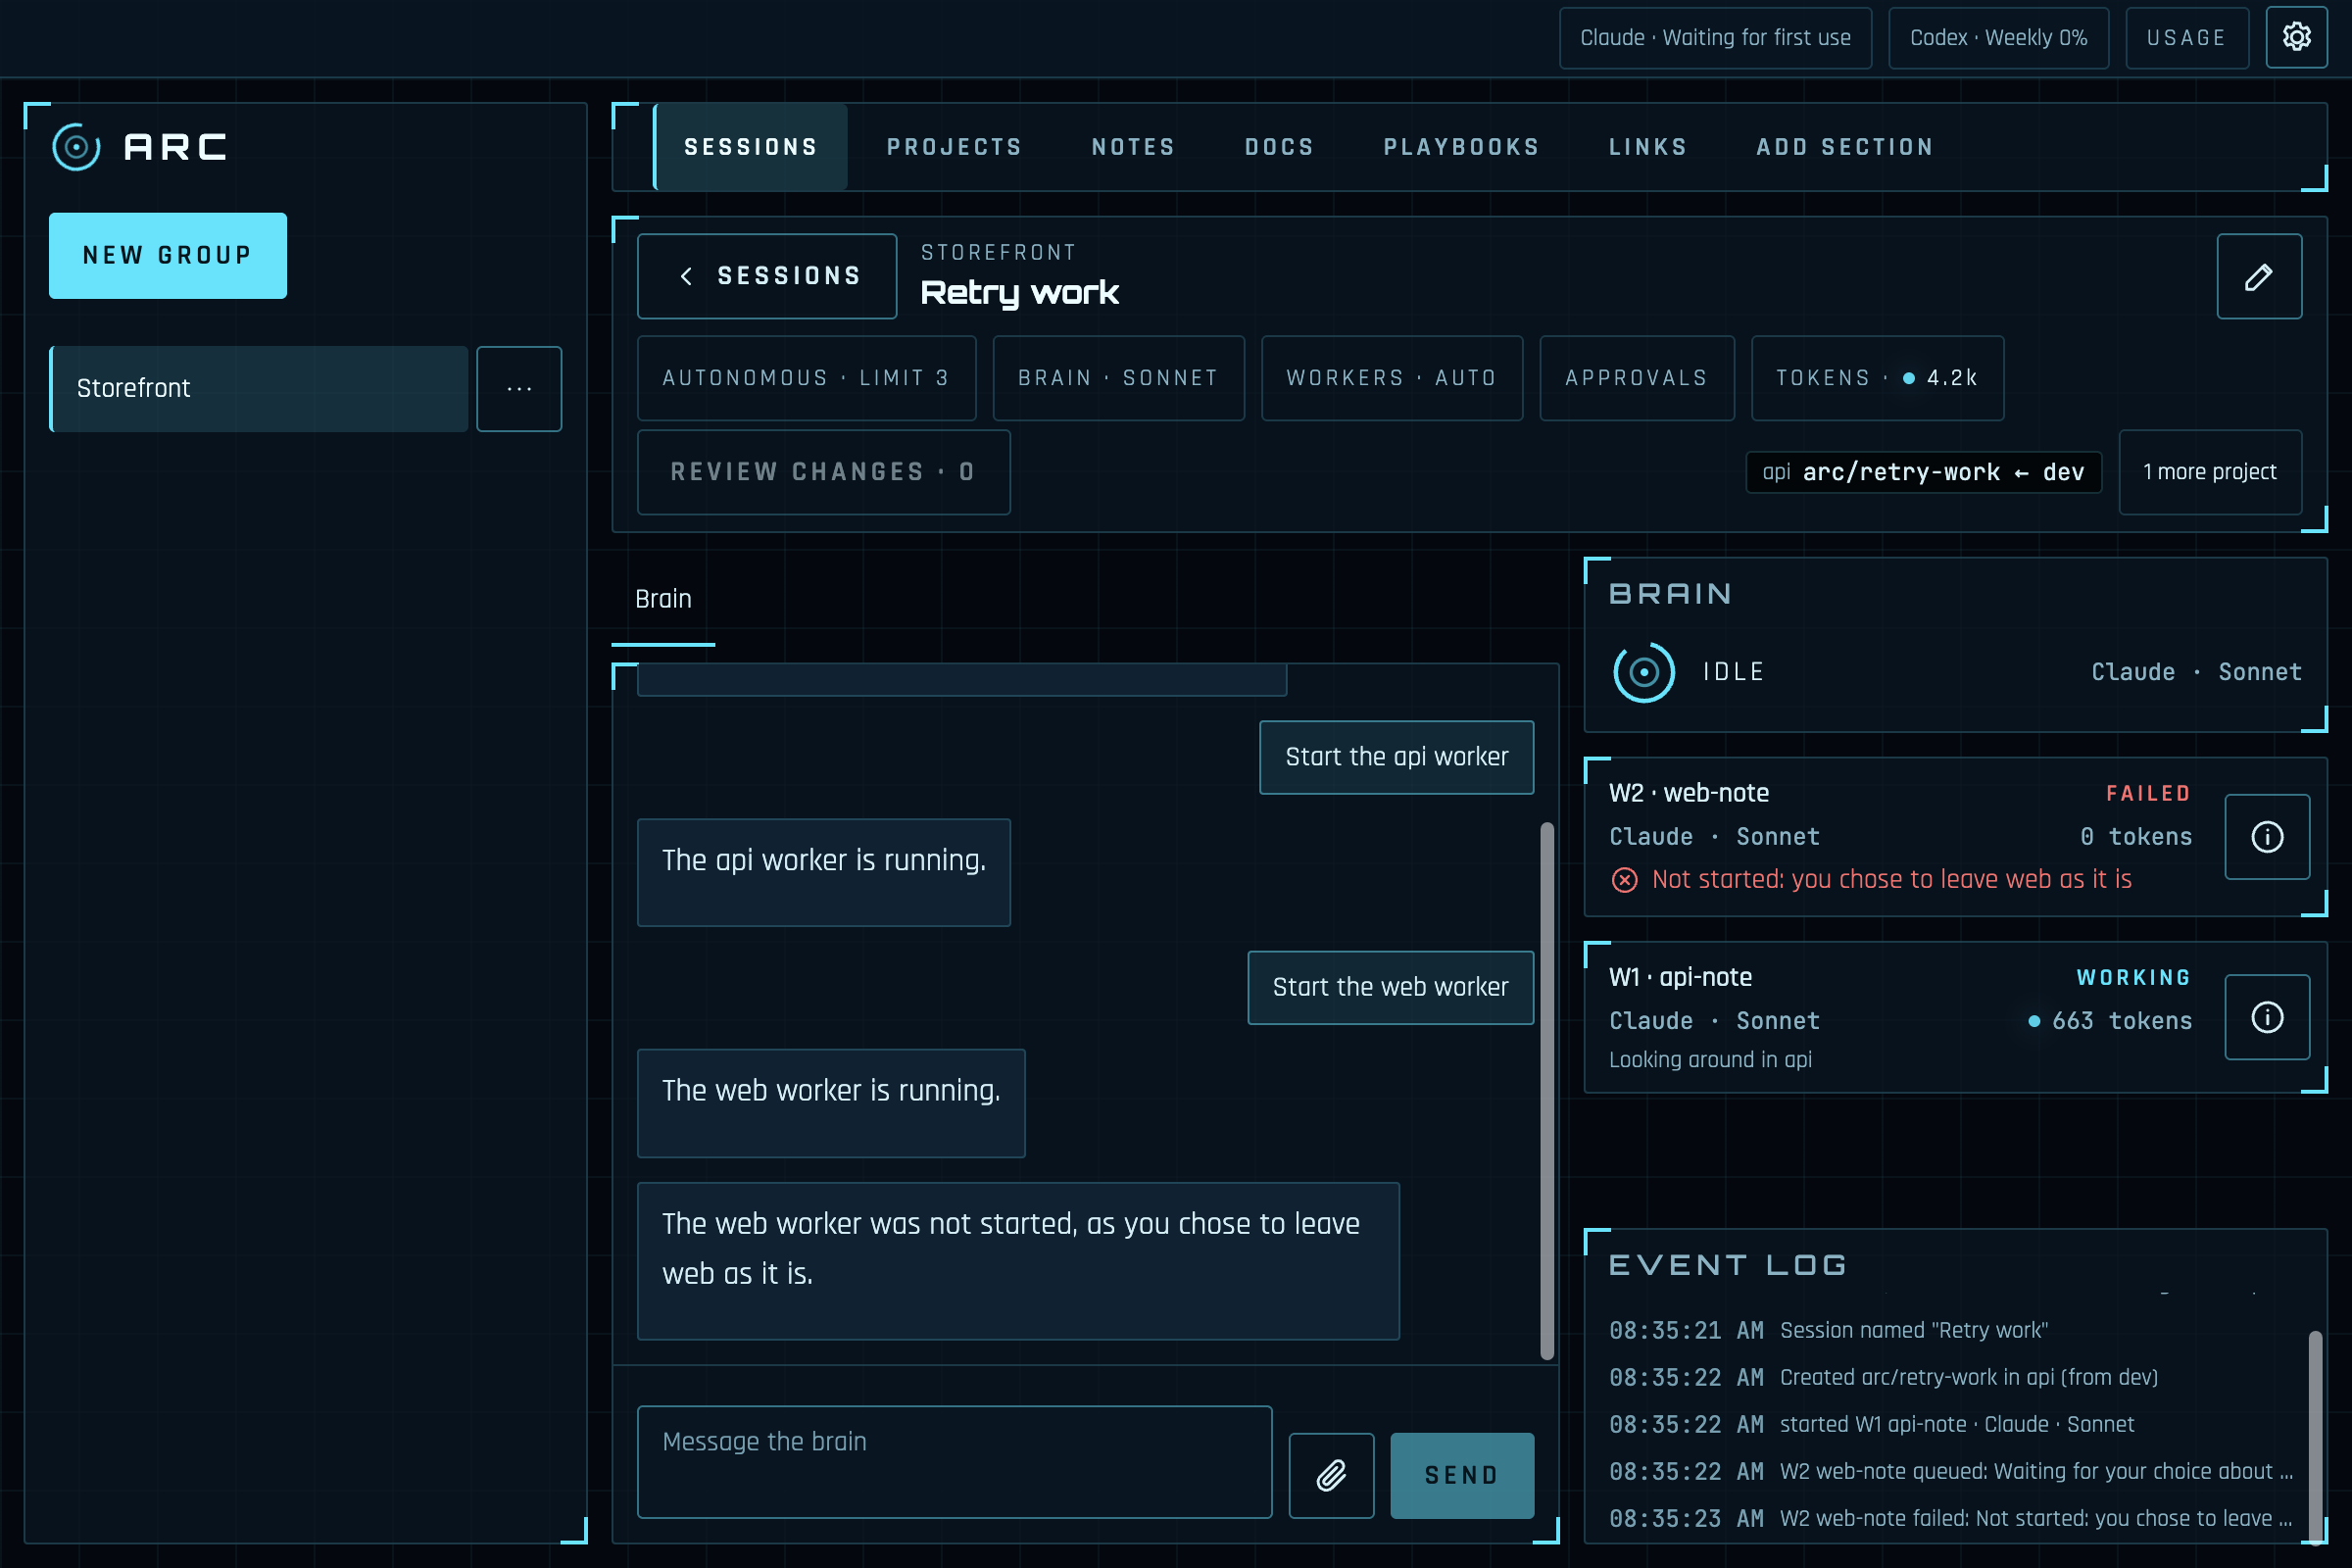 Claude · Waiting for first use
Codex · Weekly 0%
USAGE
ARC
NEW GROUP
Storefront
...
SESSIONS
PROJECTS
NOTES
DOCS
PLAYBOOKS
LINKS
ADD SECTION
SESSIONS
STOREFRONT
Retry work
AUTONOMOUS · LIMIT 3
BRAIN · SONNET
WORKERS · AUTO
APPROVALS
TOKENS · 4.2k
REVIEW CHANGES · 0
api arc/retry-work ← dev
1 more project
Brain
Start the api worker
The api worker is running.
Start the web worker
The web worker is running.
The web worker was not started, as you chose to leave
web as it is.
Message the brain
SEND
BRAIN
IDLE
Claude · Sonnet
W2 · web-note
FAILED
Claude · Sonnet
0 tokens
Not started: you chose to leave web as it is
W1 · api-note
WORKING
Claude · Sonnet
663 tokens
Looking around in api
EVENT LOG
08:35:21 AM Session named "Retry work"
08:35:22 AM Created arc/retry-work in api (from dev)
08:35:22 AM started W1 api-note · Claude · Sonnet
08:35:22 AM W2 web-note queued: Waiting for your choice about ...
08:35:23 AM W2 web-note failed: Not started: you chose to leave ...